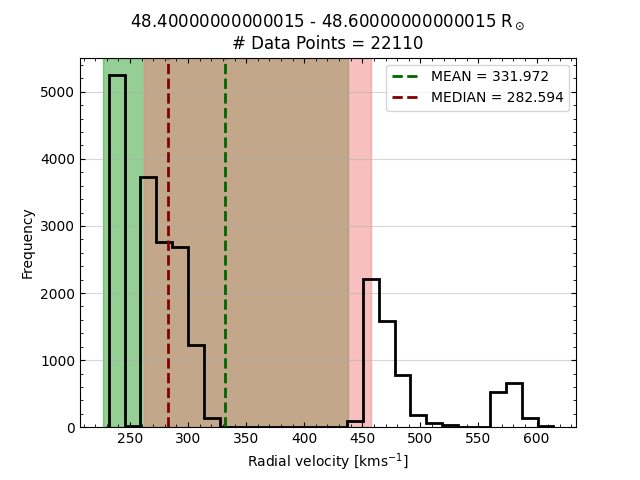 48.40000000000015 - 48.60000000000015 R⊙
# Data Points = 22110
MEAN = 331.972
MEDIAN = 282.594
Frequency
5000
4000
3000
2000
1000
0
250 300 350 400 450 500 550 600
Radial velocity [kms⁻¹]